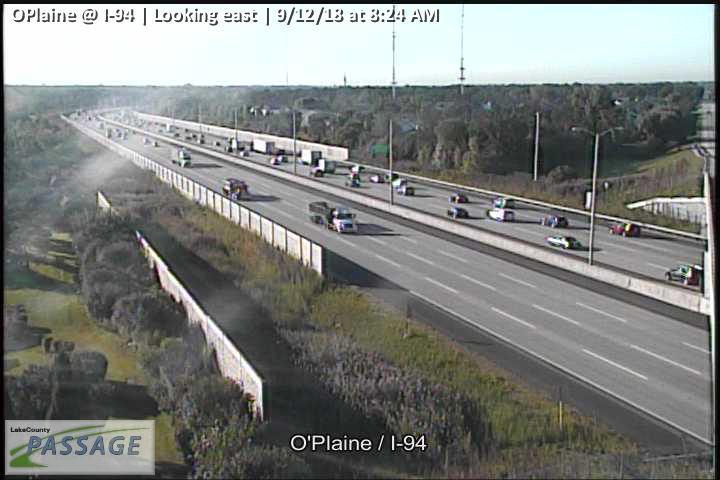 OPlaine @ I-94 | Looking east | 9/12/18 at 8:24 AM
O'Plaine / I-94
LakeCounty
PASSAGE